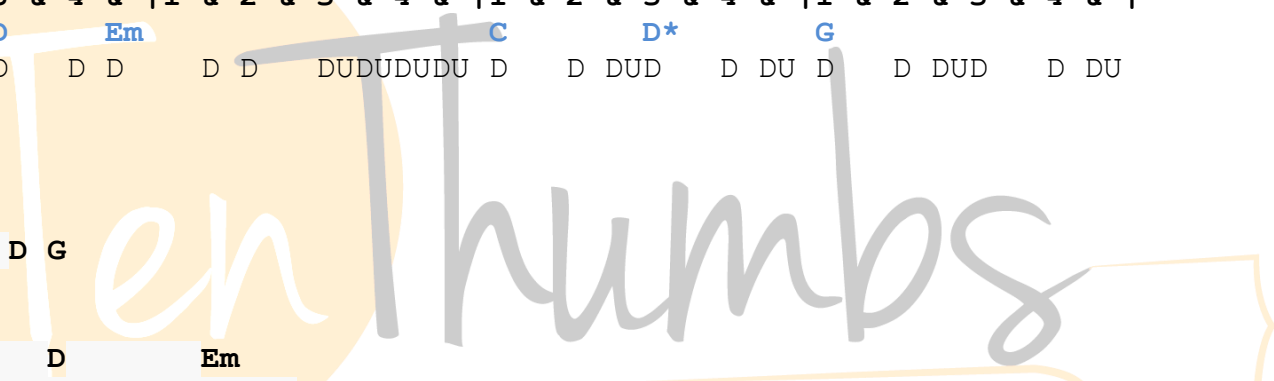 & 4 & |1 & 2 & 3 & 4 & |1 & 2 & 3 & 4 & |1 & 2 & 3 & 4 & |
D Em C D* G
D D D D D DUDUDUDU D D DUD D DU D D DUD D DU
TenThumbs
D G
D Em